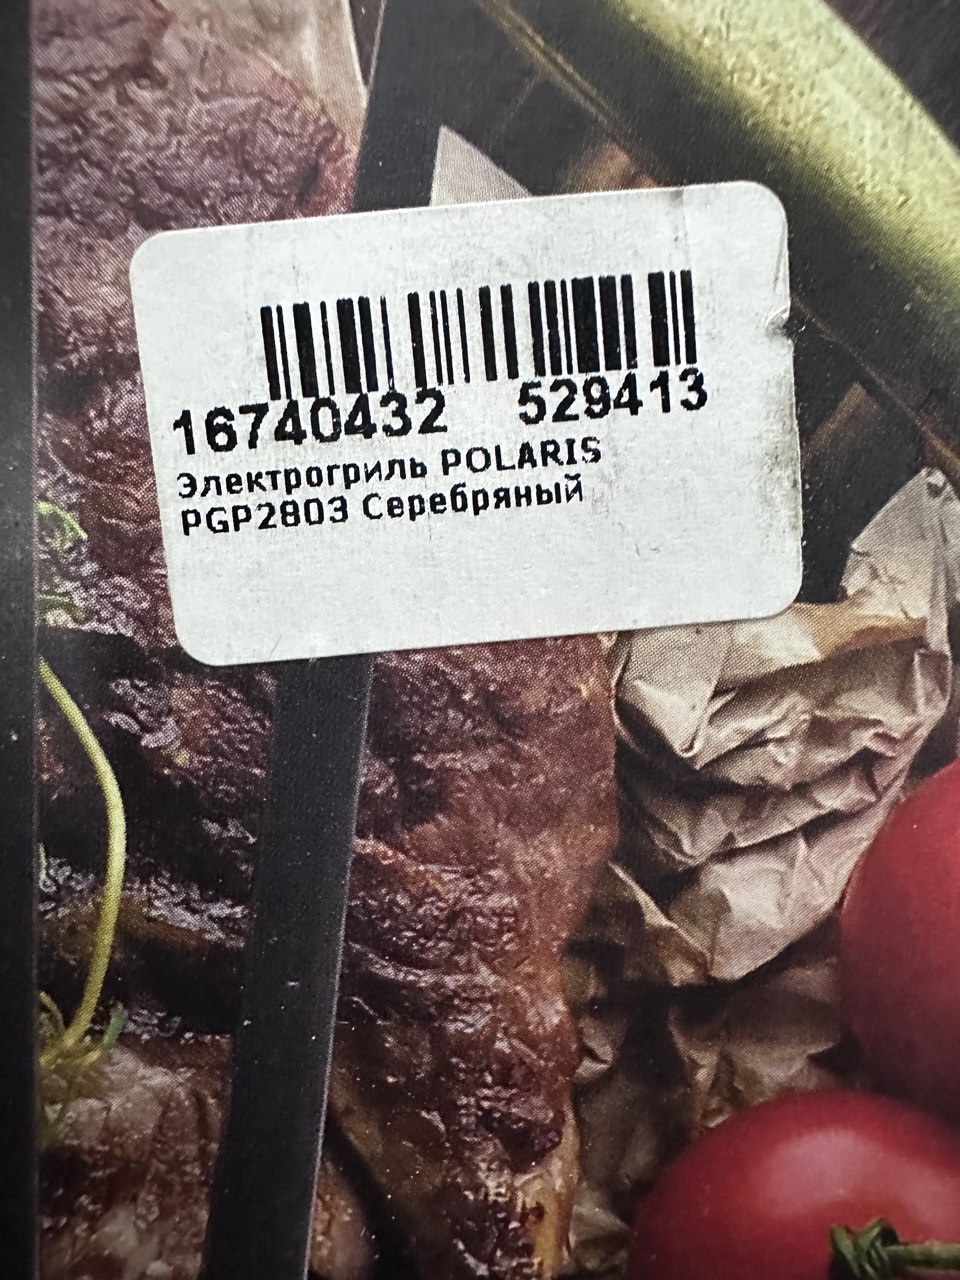 16740432 529413
Электрогриль POLARIS
PGP2803 Серебряный